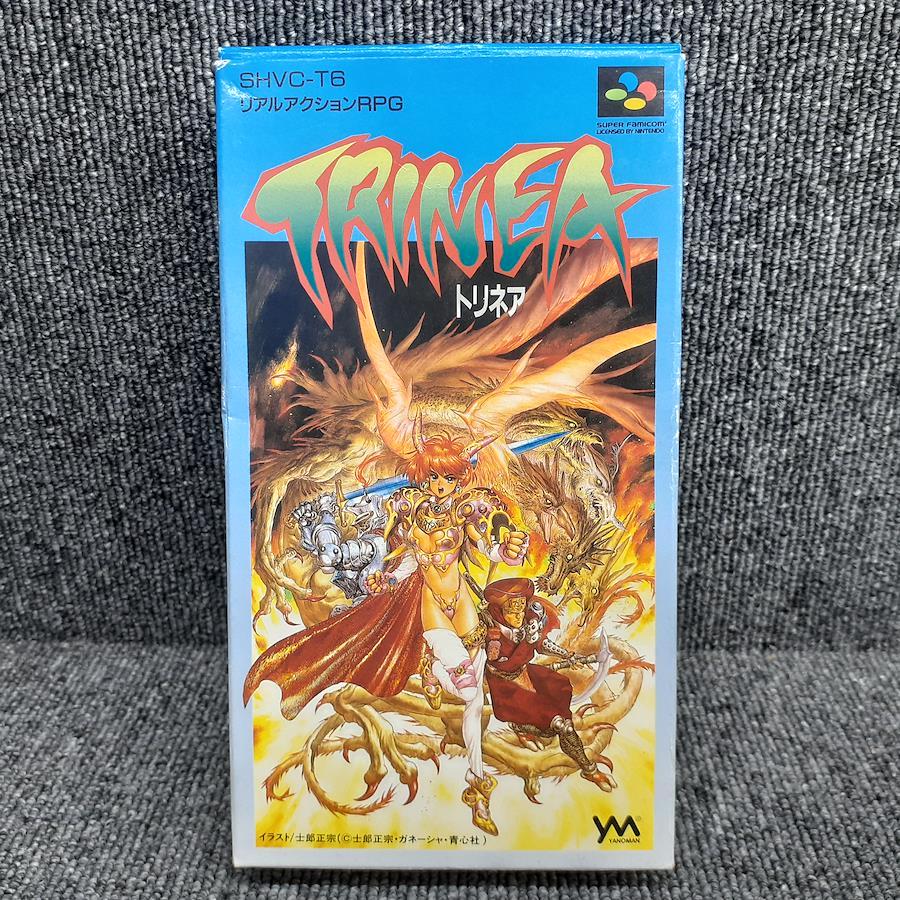 SHVC-T6
リアルアクションRPG
SUPER FAMICOM
LICENSED BY NINTENDO
TRINEA
トリネア
イラスト/士郎正宗(©士郎正宗・ガネーシャ・青心社)
YM®
YANOMAN